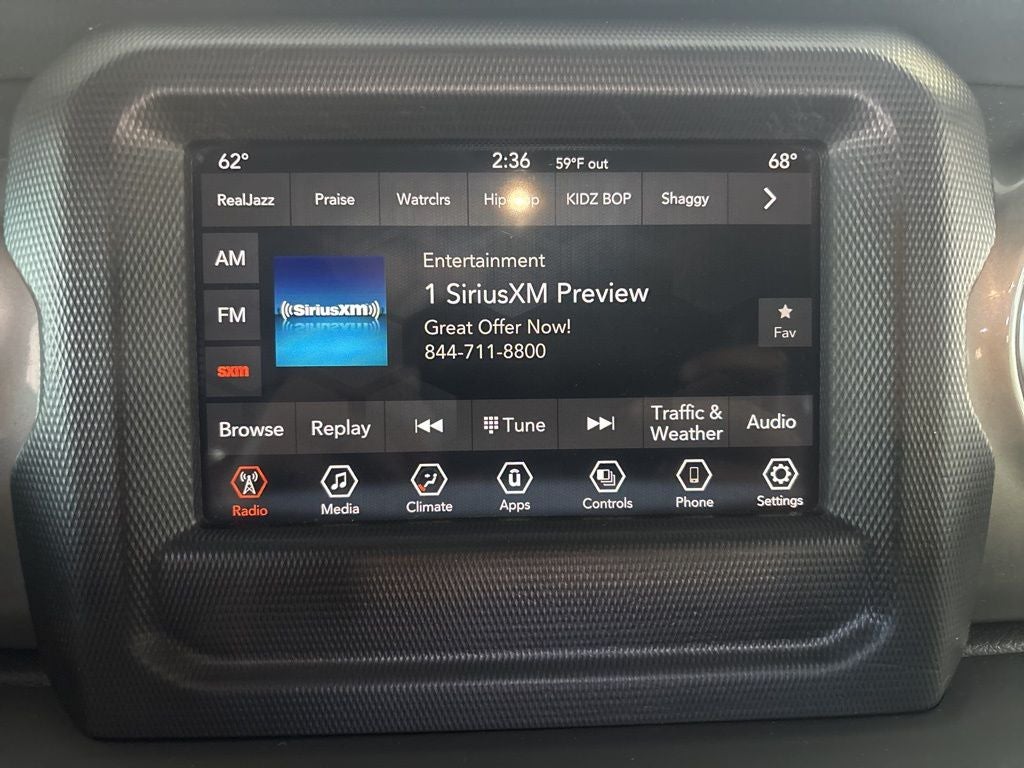 62°
2:36 59°F out
68°
RealJazz Praise Watrclrs KIDZ BOP Shaggy
AM
FM
sxm
((SiriusXM))
Entertainment
1 SiriusXM Preview
Great Offer Now!
844-711-8800
Fav
Browse Replay Tune
Traffic &
Weather
Audio
Radio Media Climate Apps Controls Phone Settings